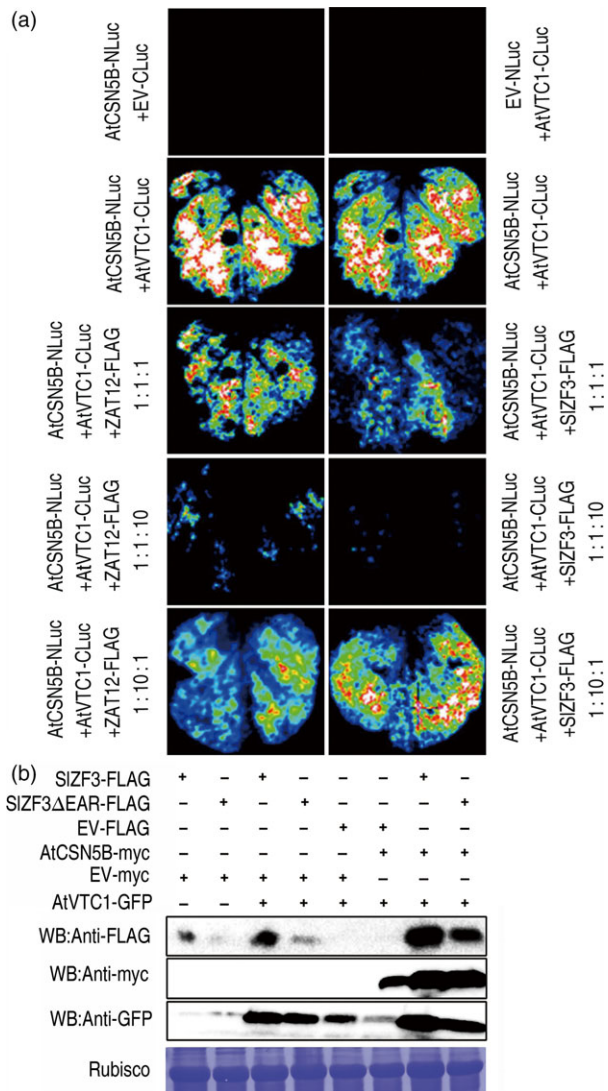 (a)
AtCSN5B-NLuc
+EV-CLuc
EV-NLuc
+AtVTC1-CLuc
AtCSN5B-NLuc
+AtVTC1-CLuc
AtCSN5B-NLuc
+AtVTC1-CLuc
AtCSN5B-NLuc
+AtVTC1-CLuc
+ZAT12-FLAG
1:1:1
AtCSN5B-NLuc
+AtVTC1-CLuc
+SlZF3-FLAG
1:1:1
AtCSN5B-NLuc
+AtVTC1-CLuc
+ZAT12-FLAG
1:1:10
AtCSN5B-NLuc
+AtVTC1-CLuc
+SlZF3-FLAG
1:1:10
AtCSN5B-NLuc
+AtVTC1-CLuc
+ZAT12-FLAG
1:10:1
AtCSN5B-NLuc
+AtVTC1-CLuc
+SlZF3-FLAG
1:10:1
(b)
SlZF3-FLAG + – + – – – + –
SlZF3ΔEAR-FLAG – + – + – – – +
EV-FLAG – – – – + + – –
AtCSN5B-myc – – – – – + + +
EV-myc + + + + + – – –
AtVTC1-GFP – – + + + + + +
WB:Anti-FLAG
WB:Anti-myc
WB:Anti-GFP
Rubisco